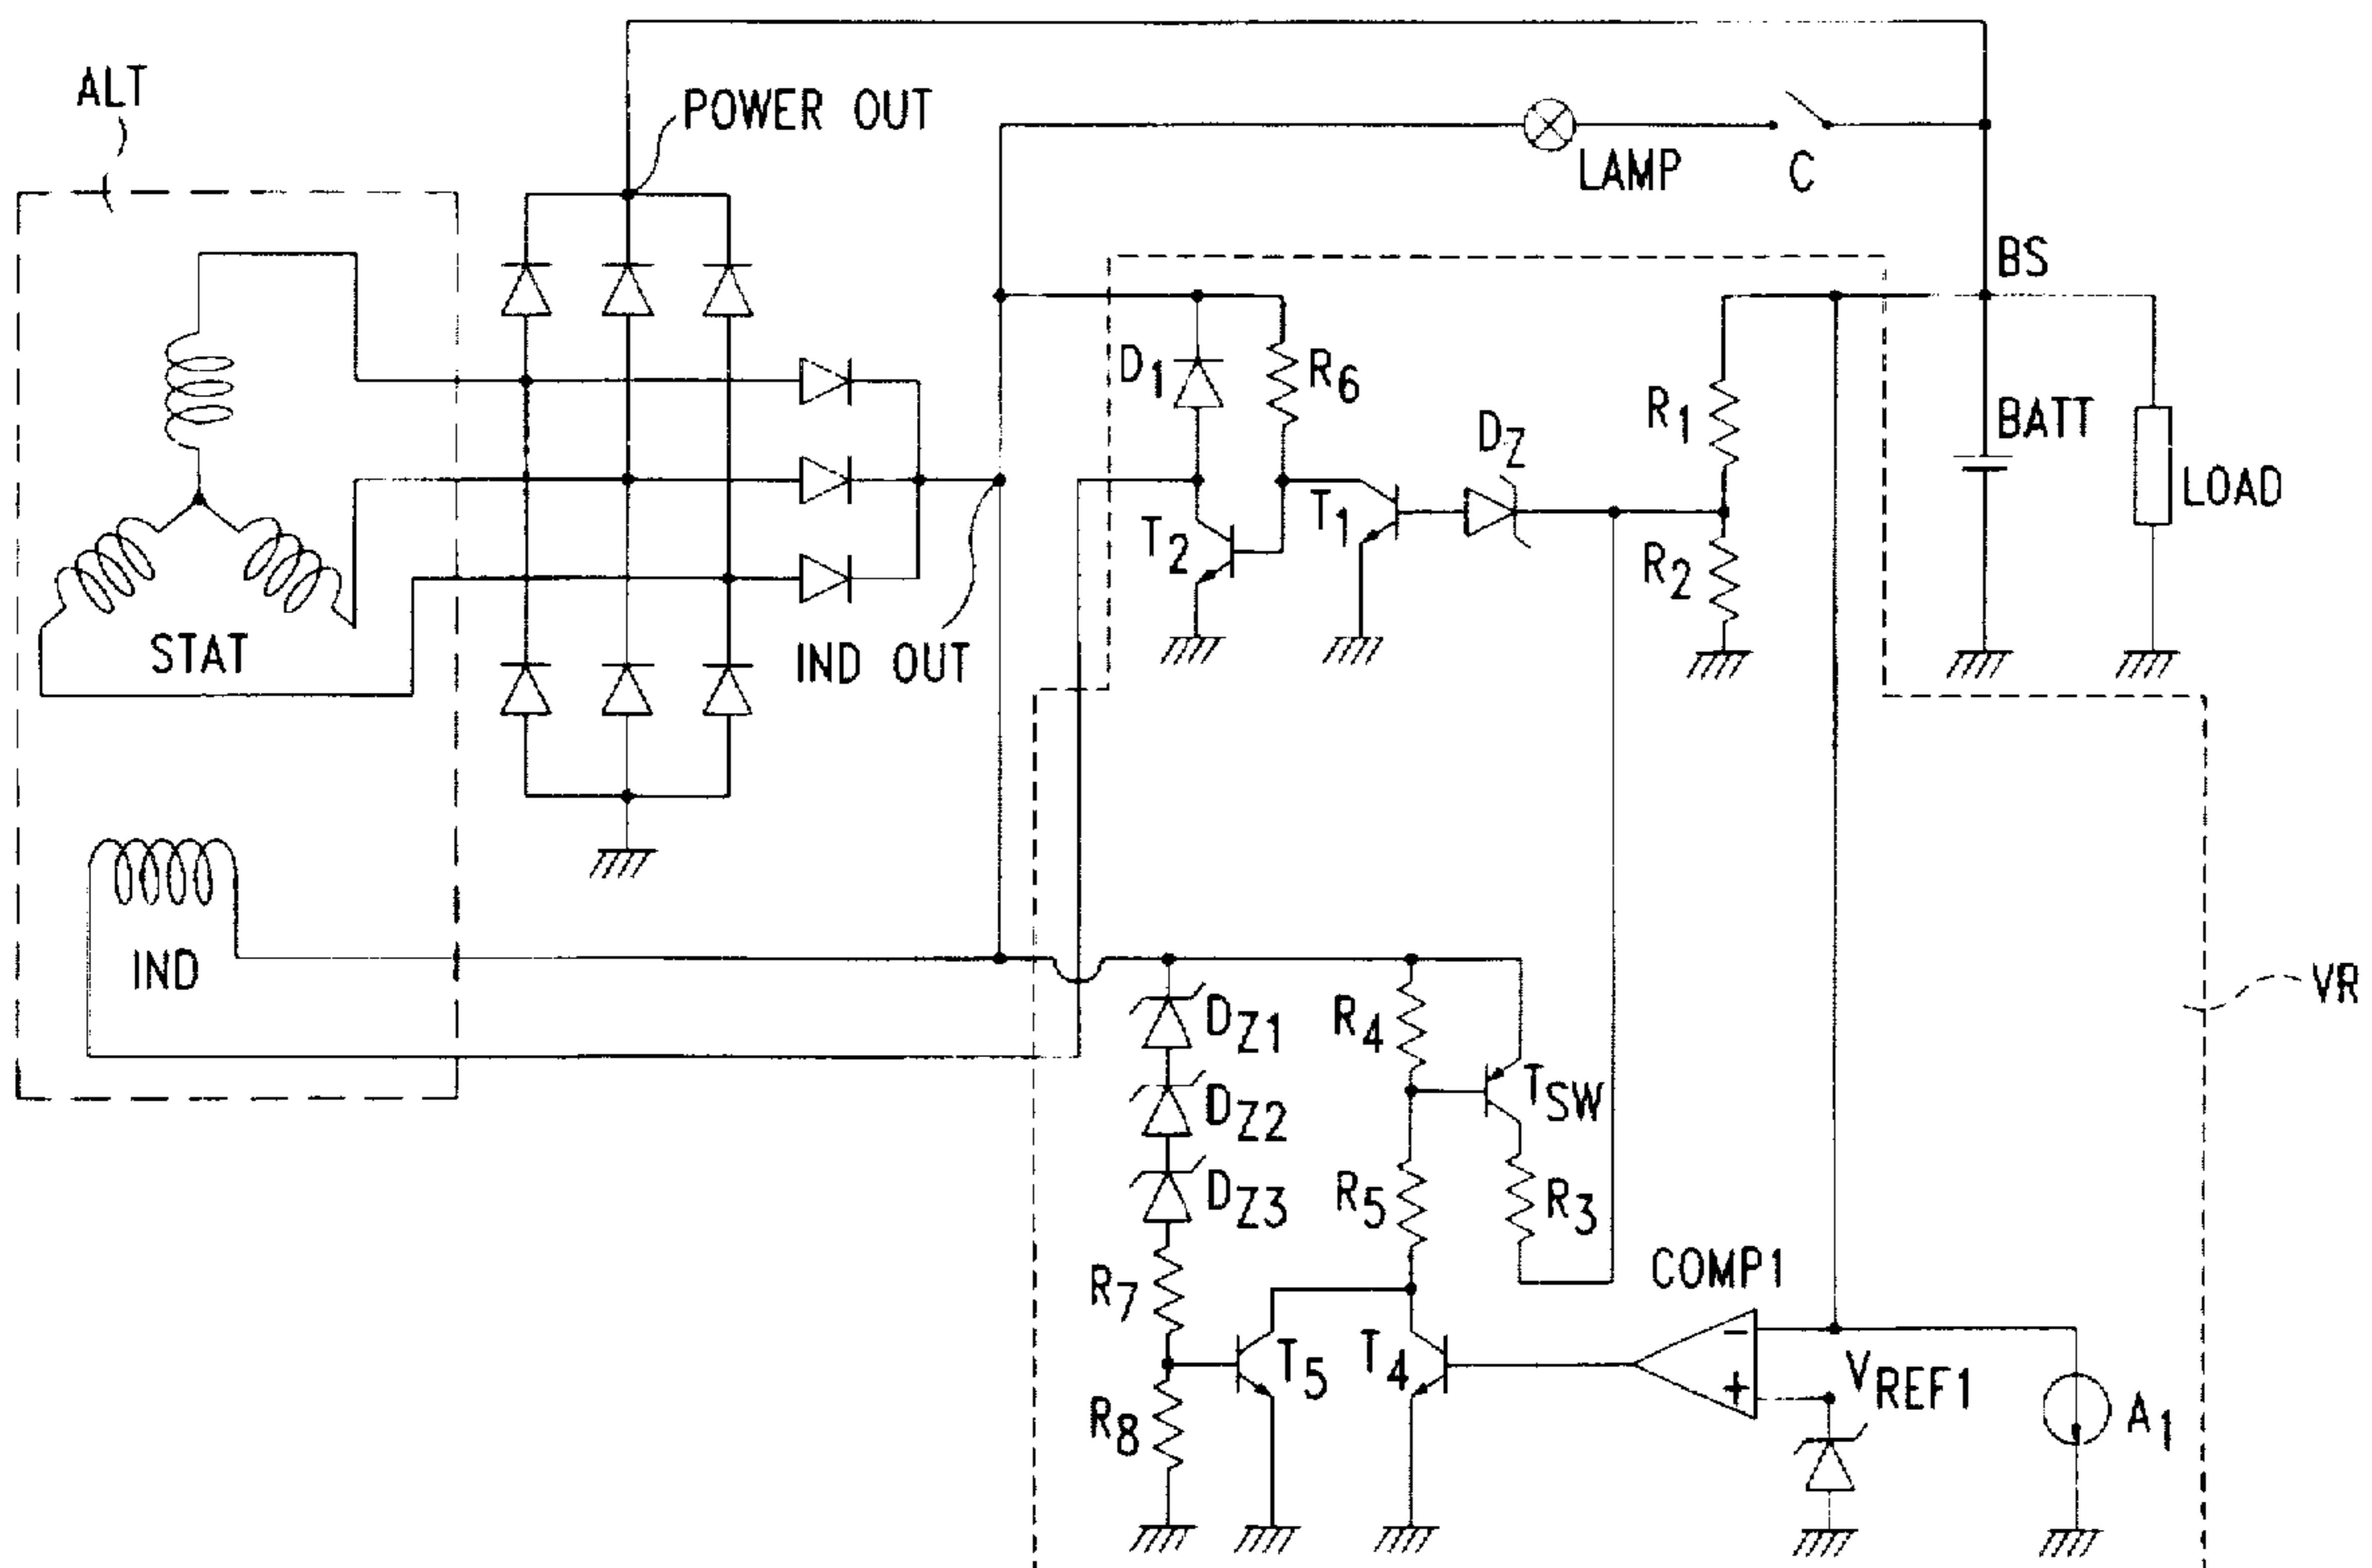 ALT
POWER OUT
LAMP
C
BS
D1
R6
DZ
R1
BATT
LOAD
T2
T1
R2
STAT
IND OUT
IND
VR
DZ1
R4
TSW
DZ2
DZ3
R5
R3
COMP1
R7
−
T5
T4
+
VREF1
R8
A1